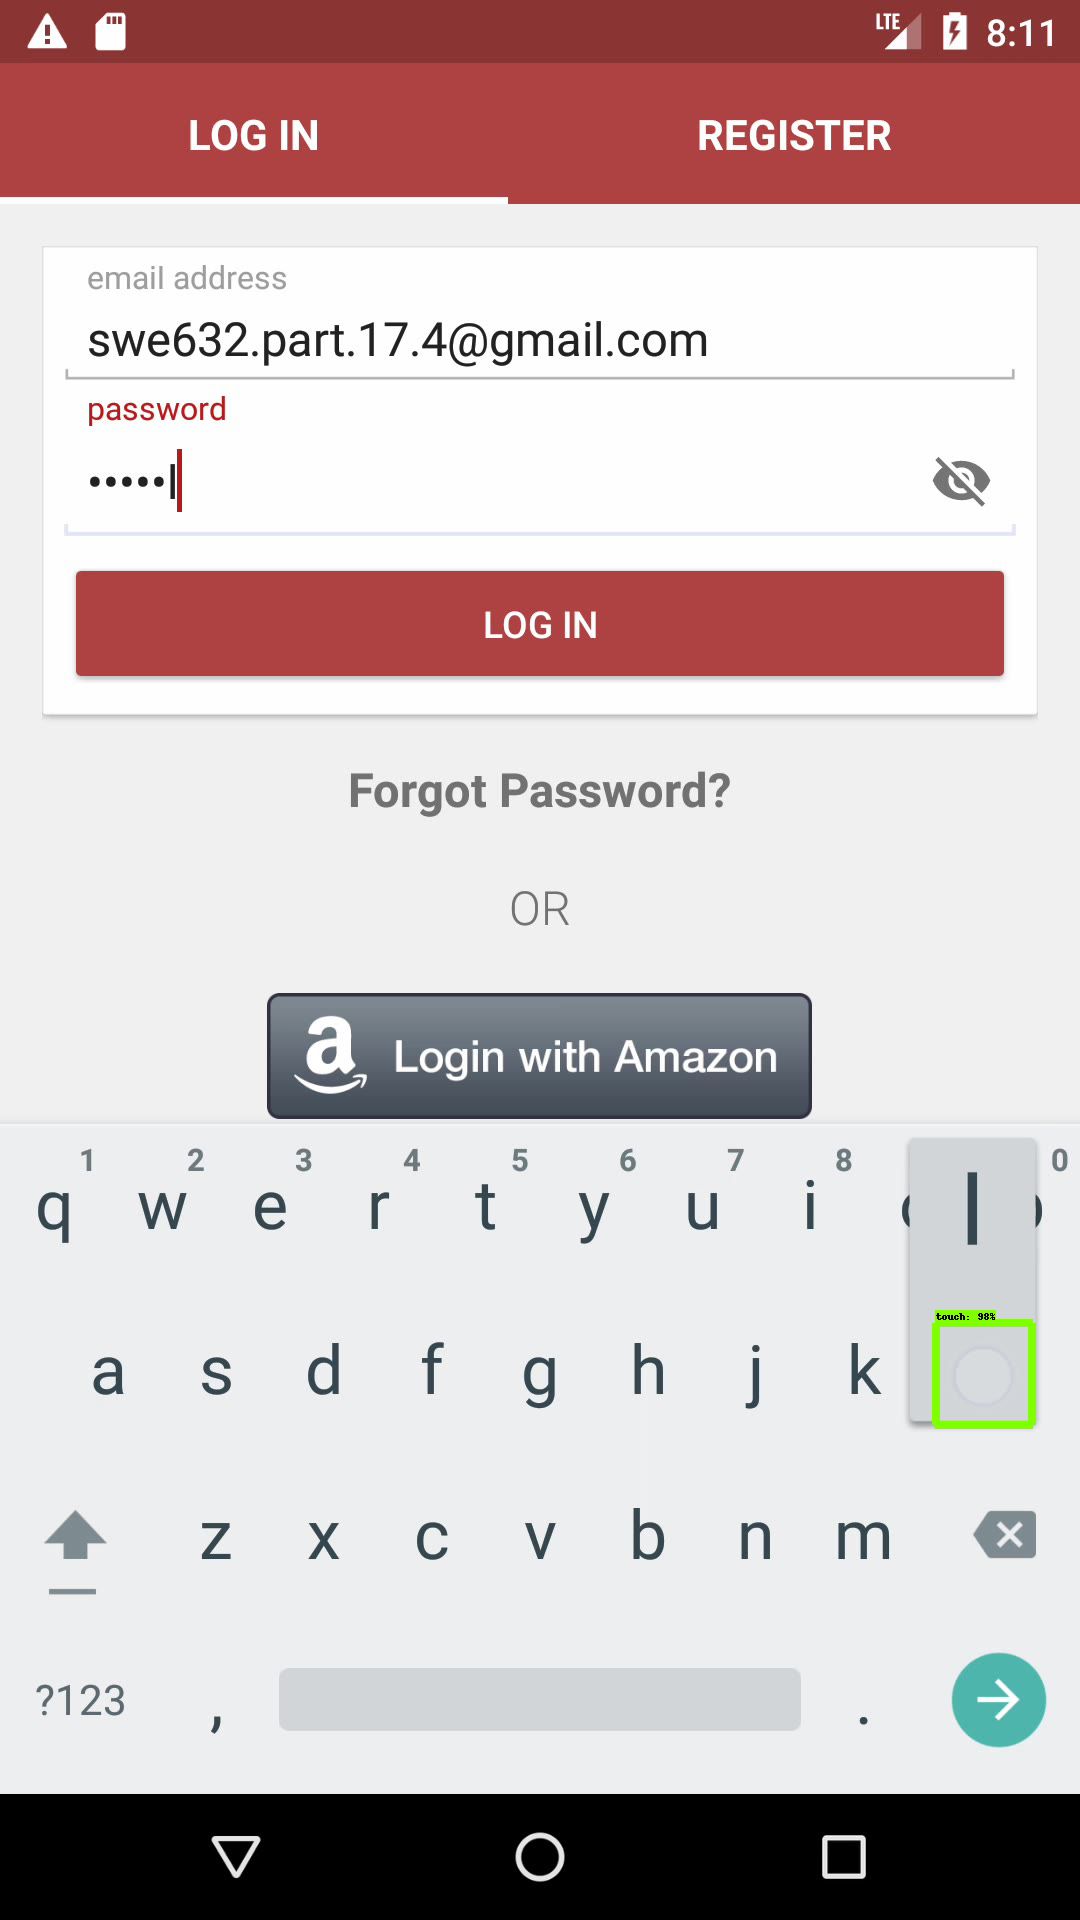 LTE 8:11
LOG IN REGISTER
email address
swe632.part.17.4@gmail.com
password
•••••l
LOG IN
Forgot Password?
OR
a Login with Amazon
1 2 3 4 5 6 7 8 0
q w e r t y u i l
touch: 98%
a s d f g h j k
z x c v b n m
?123 , .